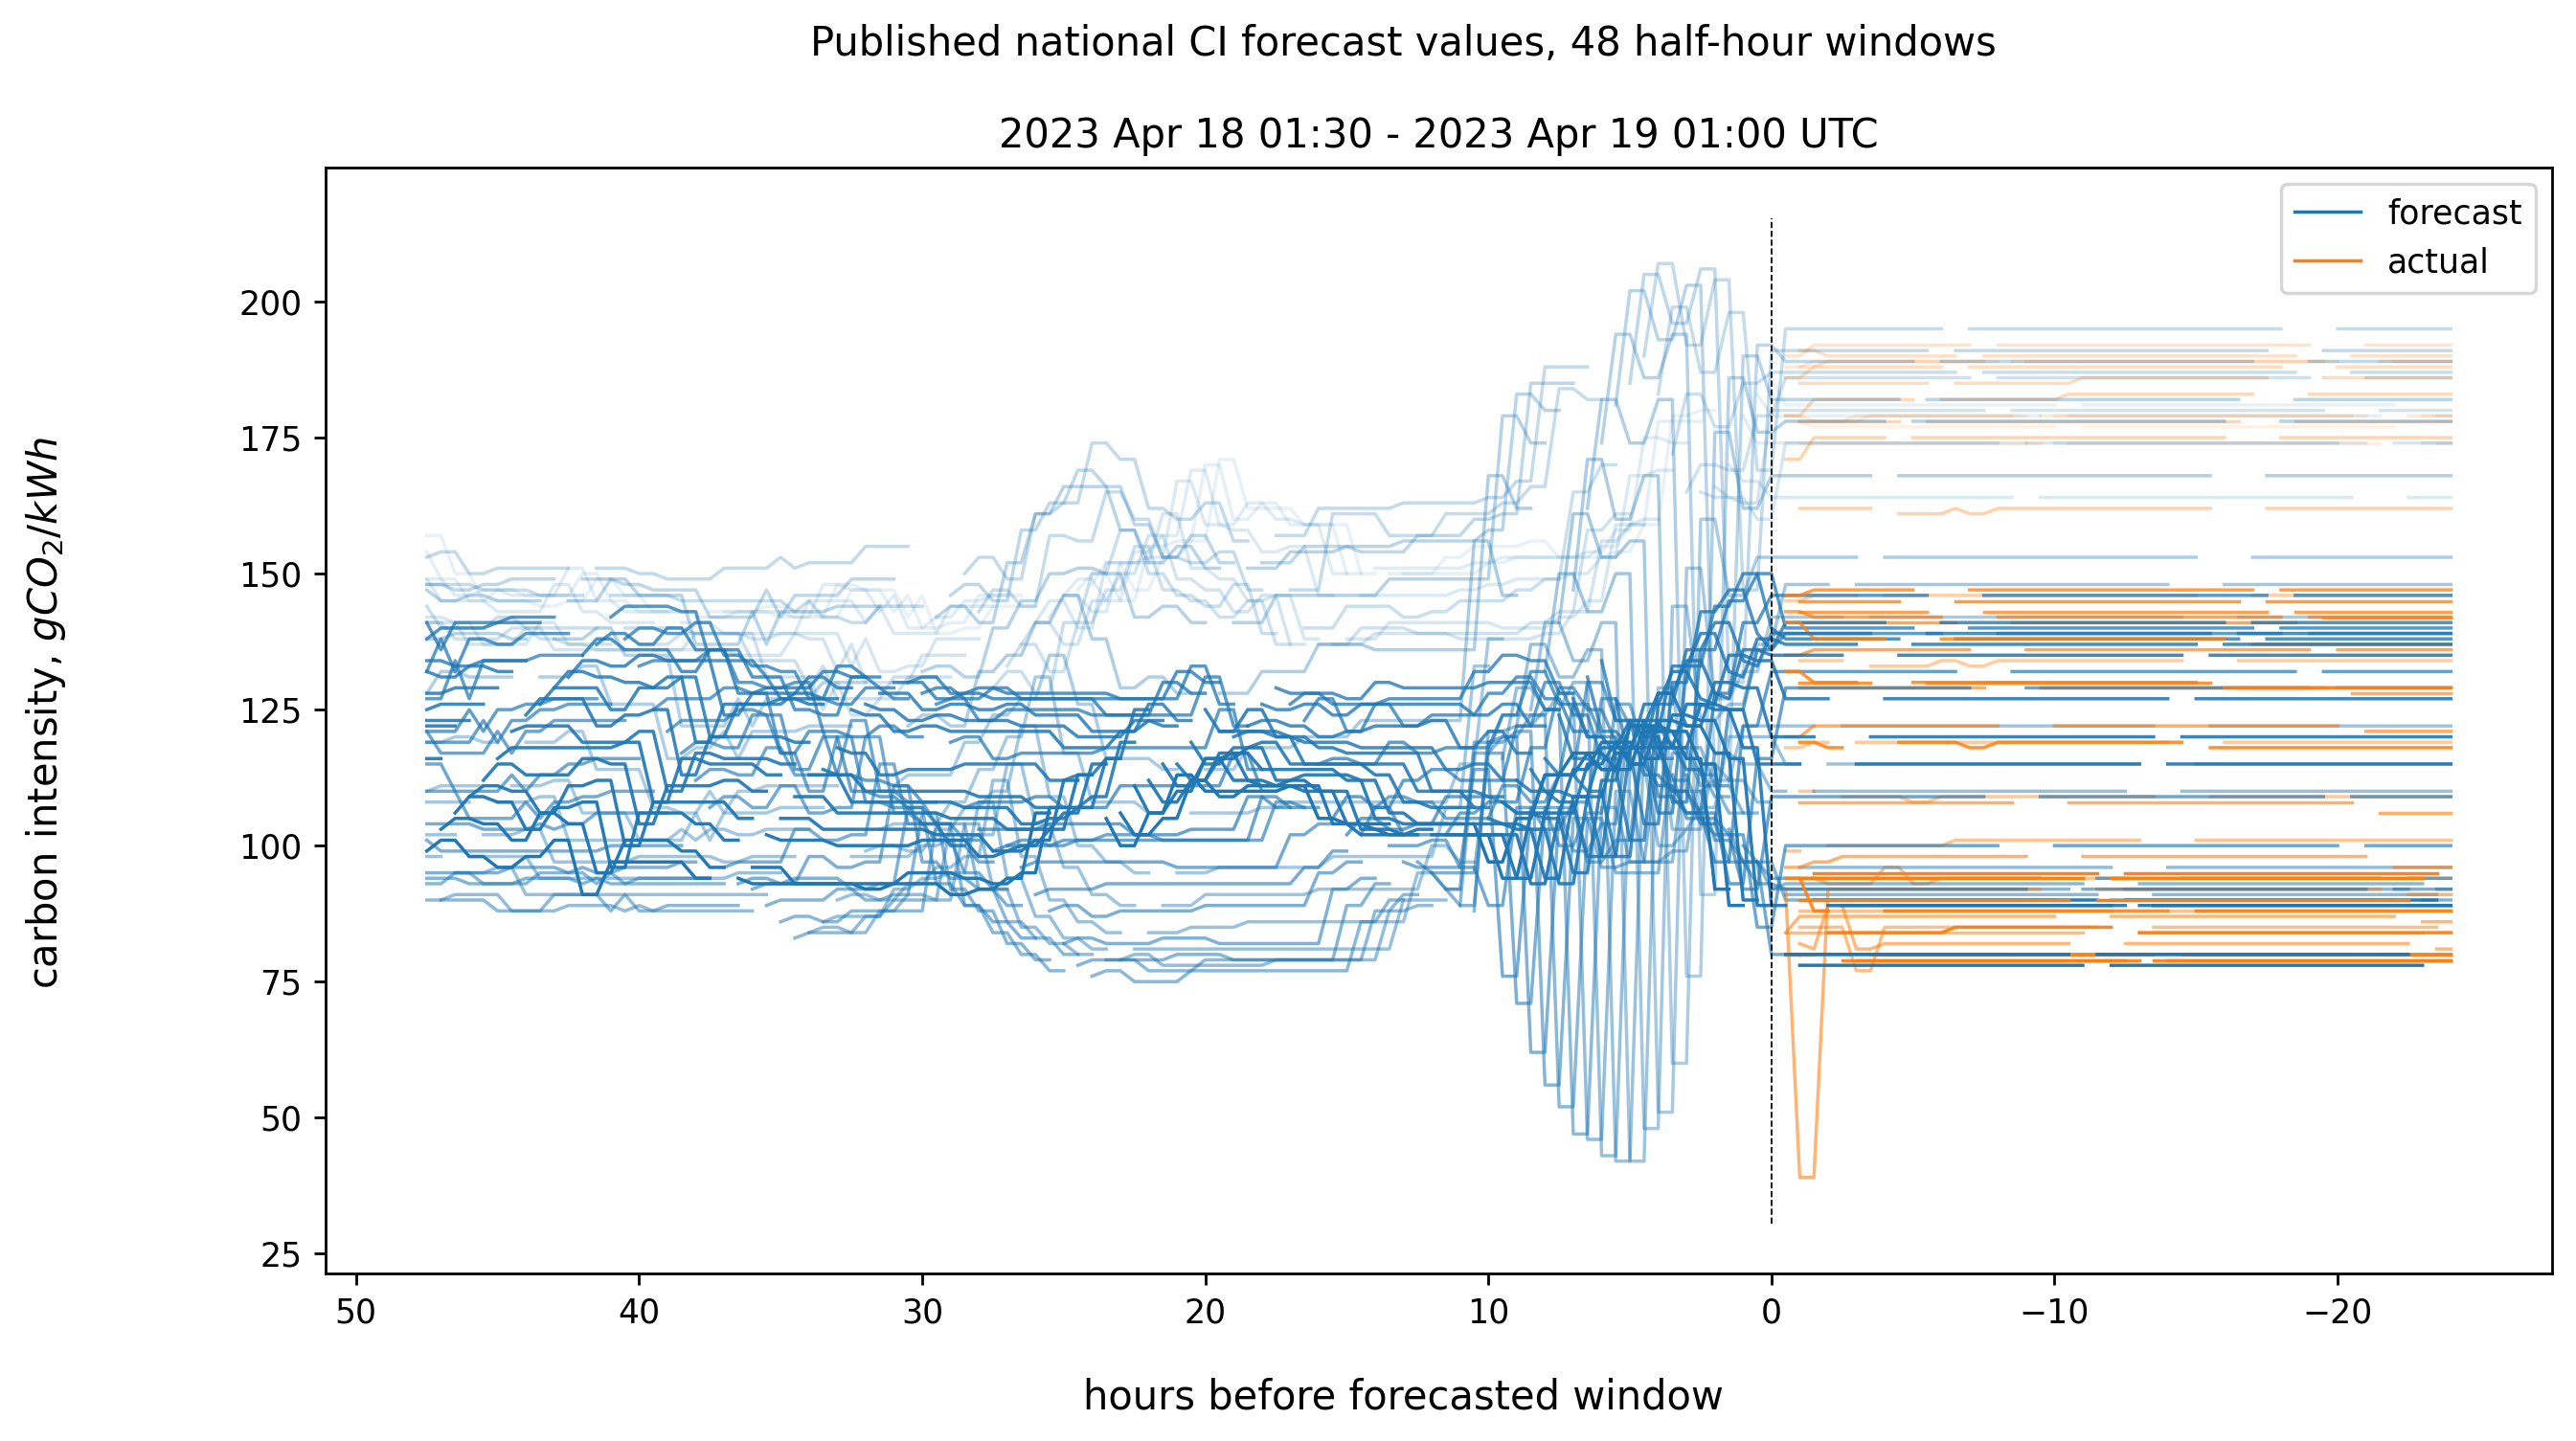 Published national CI forecast values, 48 half-hour windows
2023 Apr 18 01:30 - 2023 Apr 19 01:00 UTC
forecast
actual
carbon intensity, gCO₂/kWh
200
175
150
125
100
75
50
25
50 40 30 20 10 0 −10 −20
hours before forecasted window